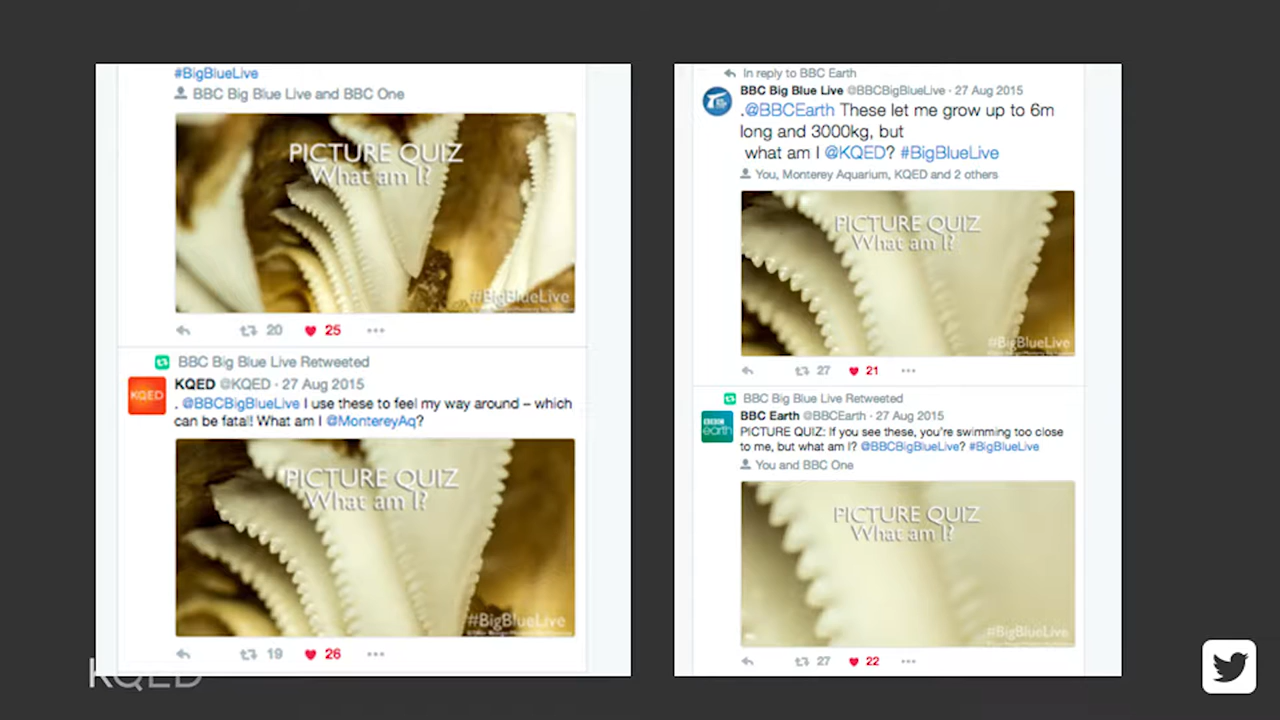 #BigBlueLive
BBC Big Blue Live and BBC One
PICTURE QUIZ
What am I?
#BigBlueLive
20 25
BBC Big Blue Live Retweeted
KQED @KQED · 27 Aug 2015
KQED
. @BBCBigBlueLive I use these to feel my way around – which
can be fatal! What am I @MontereyAq?
PICTURE QUIZ
What am I?
#BigBlueLive
19 26
KQED
In reply to BBC Earth
BBC Big Blue Live @BBCBigBlueLive · 27 Aug 2015
.@BBCEarth These let me grow up to 6m
long and 3000kg, but
what am I @KQED? #BigBlueLive
You, Monterey Aquarium, KQED and 2 others
PICTURE QUIZ
What am I?
#BigBlueLive
27 21
BBC Big Blue Live Retweeted
BBC Earth @BBCEarth · 27 Aug 2015
BBC
earth
PICTURE QUIZ: If you see these, you're swimming too close
to me, but what am I? @BBCBigBlueLive? #BigBlueLive
You and BBC One
PICTURE QUIZ
What am I?
#BigBlueLive
27 22